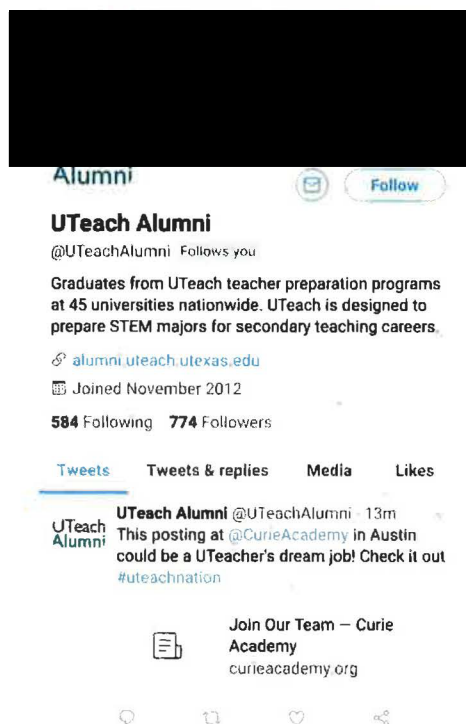 Alumni
Follow
UTeach Alumni
@UTeachAlumni Follows you
Graduates from UTeach teacher preparation programs
at 45 universities nationwide. UTeach is designed to
prepare STEM majors for secondary teaching careers.
alumni.uteach.utexas.edu
Joined November 2012
584 Following 774 Followers
Tweets Tweets & replies Media Likes
UTeach Alumni @UTeachAlumni · 13m
UTeach
Alumni
This posting at @CurieAcademy in Austin
could be a UTeacher's dream job! Check it out
#uteachnation
Join Our Team — Curie
Academy
curieacademy.org